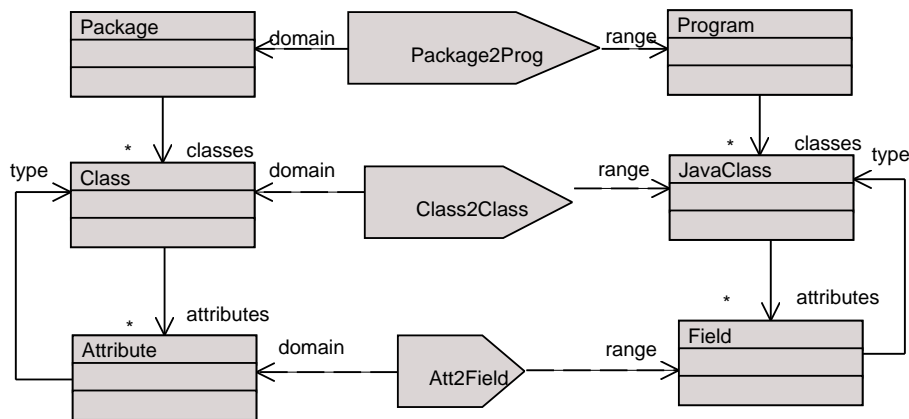 Package
domain
Package2Prog
range
Program
*
classes
*
classes
type
Class
domain
Class2Class
range
JavaClass
type
*
attributes
*
attributes
Attribute
domain
Att2Field
range
Field